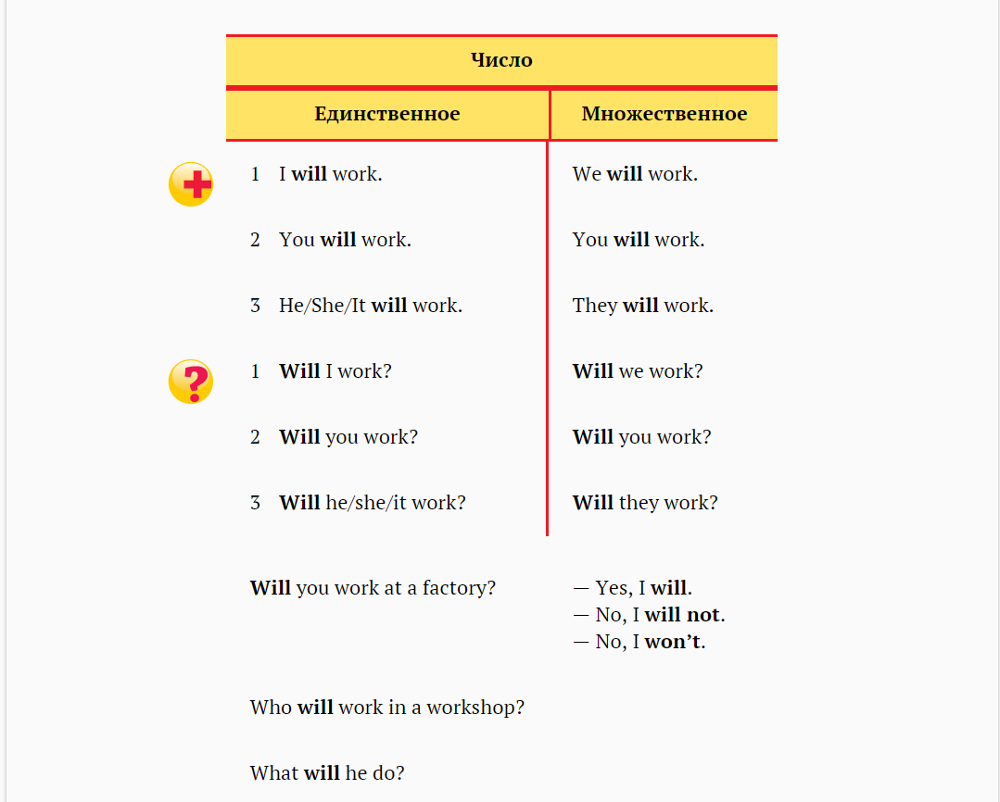 Число
Единственное Множественное
1 I will work. We will work.
2 You will work. You will work.
3 He/She/It will work. They will work.
1 Will I work? Will we work?
2 Will you work? Will you work?
3 Will he/she/it work? Will they work?
Will you work at a factory? — Yes, I will.
— No, I will not.
— No, I won’t.
Who will work in a workshop?
What will he do?